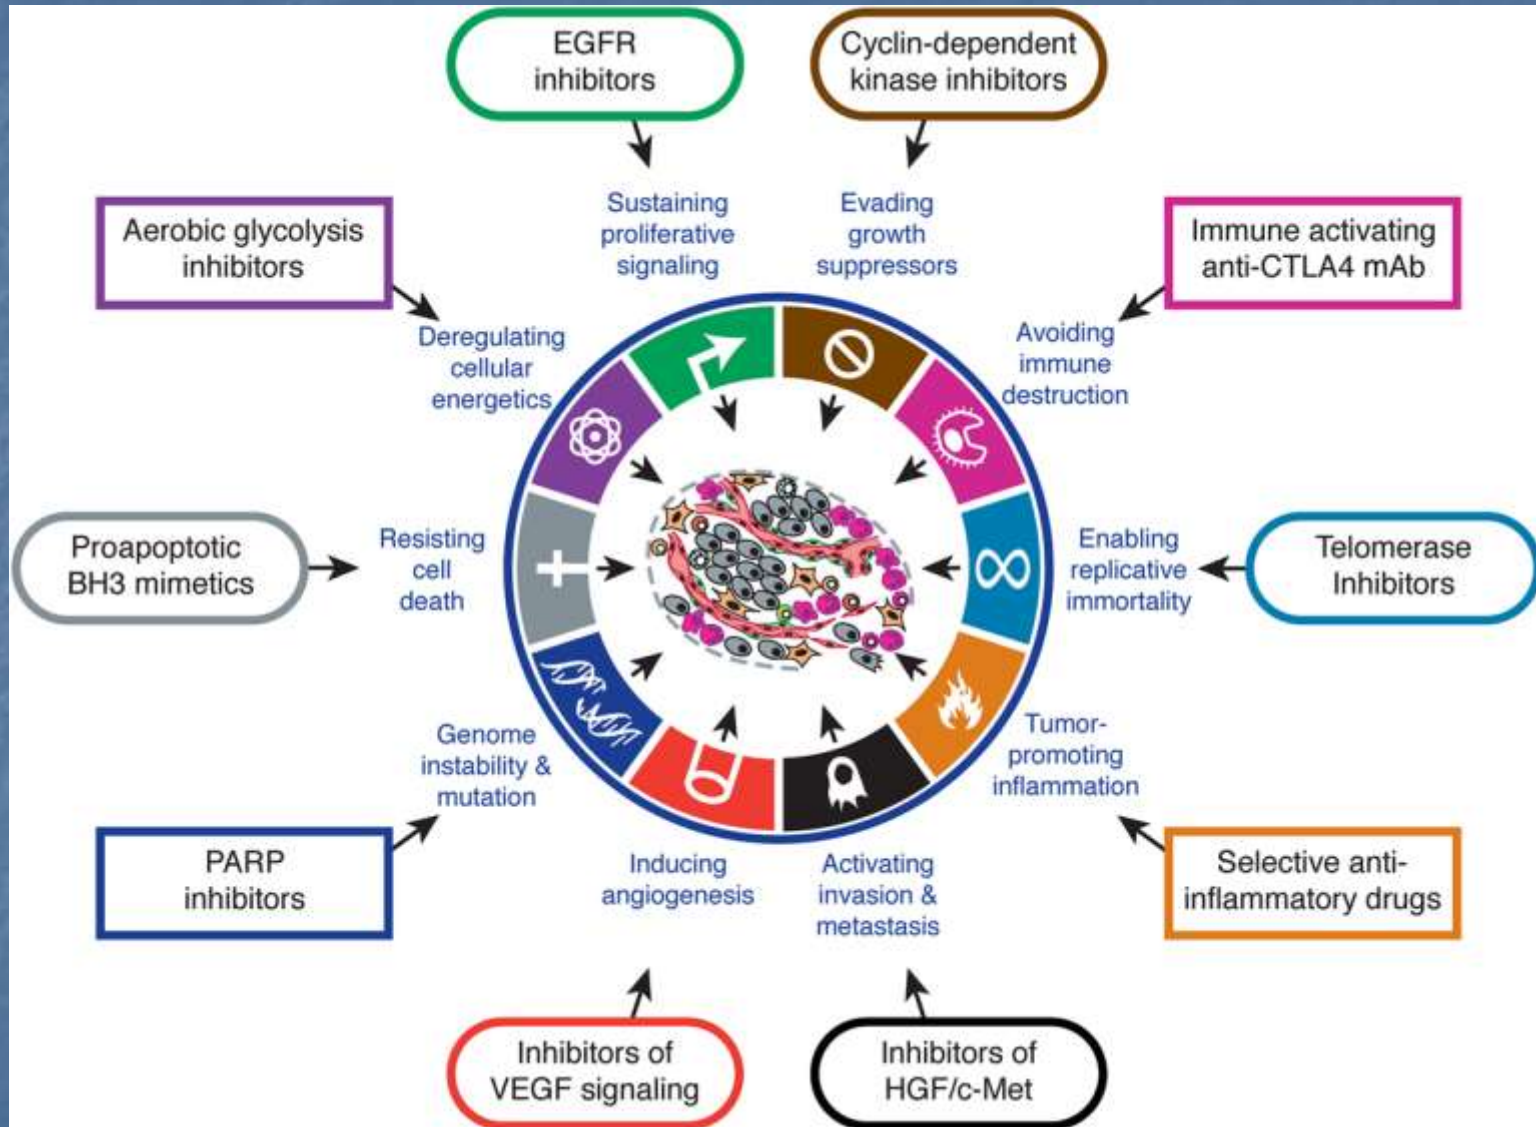 EGFR
inhibitors
Cyclin-dependent
kinase inhibitors
Sustaining
proliferative
signaling
Evading
growth
suppressors
Aerobic glycolysis
inhibitors
Immune activating
anti-CTLA4 mAb
Deregulating
cellular
energetics
Avoiding
immune
destruction
Proapoptotic
BH3 mimetics
Resisting
cell
death
Enabling
replicative
immortality
Telomerase
Inhibitors
Genome
instability &
mutation
Tumor-
promoting
inflammation
PARP
inhibitors
Inducing
angiogenesis
Activating
invasion &
metastasis
Selective anti-
inflammatory drugs
Inhibitors of
VEGF signaling
Inhibitors of
HGF/c-Met